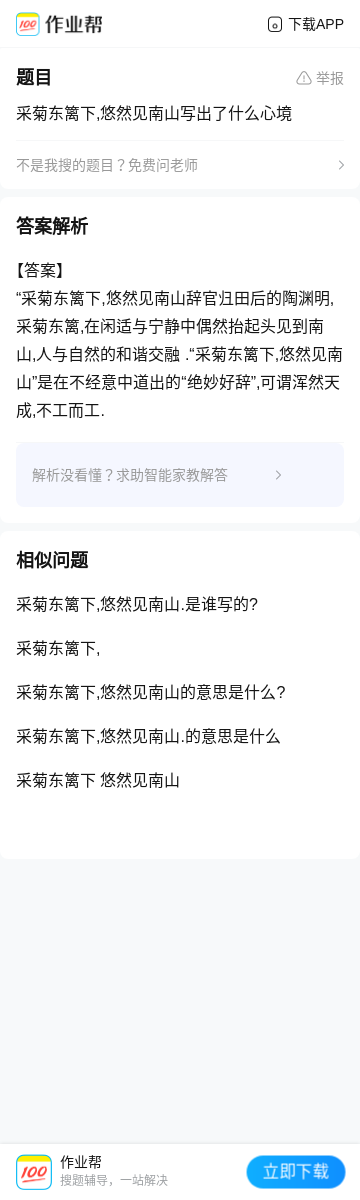 100
作业帮
下载APP
题目
举报
采菊东篱下,悠然见南山写出了什么心境
不是我搜的题目？免费问老师
答案解析
【答案】
“采菊东篱下,悠然见南山辞官归田后的陶渊明,
采菊东篱,在闲适与宁静中偶然抬起头见到南
山,人与自然的和谐交融 .“采菊东篱下,悠然见南
山”是在不经意中道出的“绝妙好辞”,可谓浑然天
成,不工而工.
解析没看懂？求助智能家教解答
相似问题
采菊东篱下,悠然见南山.是谁写的?
采菊东篱下,
采菊东篱下,悠然见南山的意思是什么?
采菊东篱下,悠然见南山.的意思是什么
采菊东篱下 悠然见南山
100
作业帮
搜题辅导，一站解决
立即下载